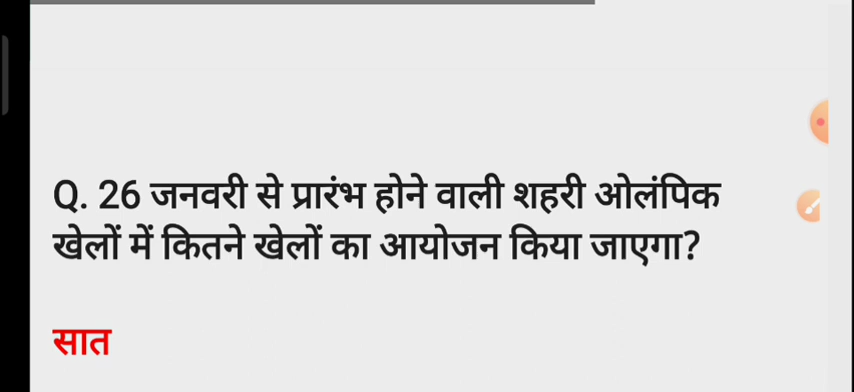 Q. 26 जनवरी से प्रारंभ होने वाली शहरी ओलंपिक
खेलों में कितने खेलों का आयोजन किया जाएगा?
सात